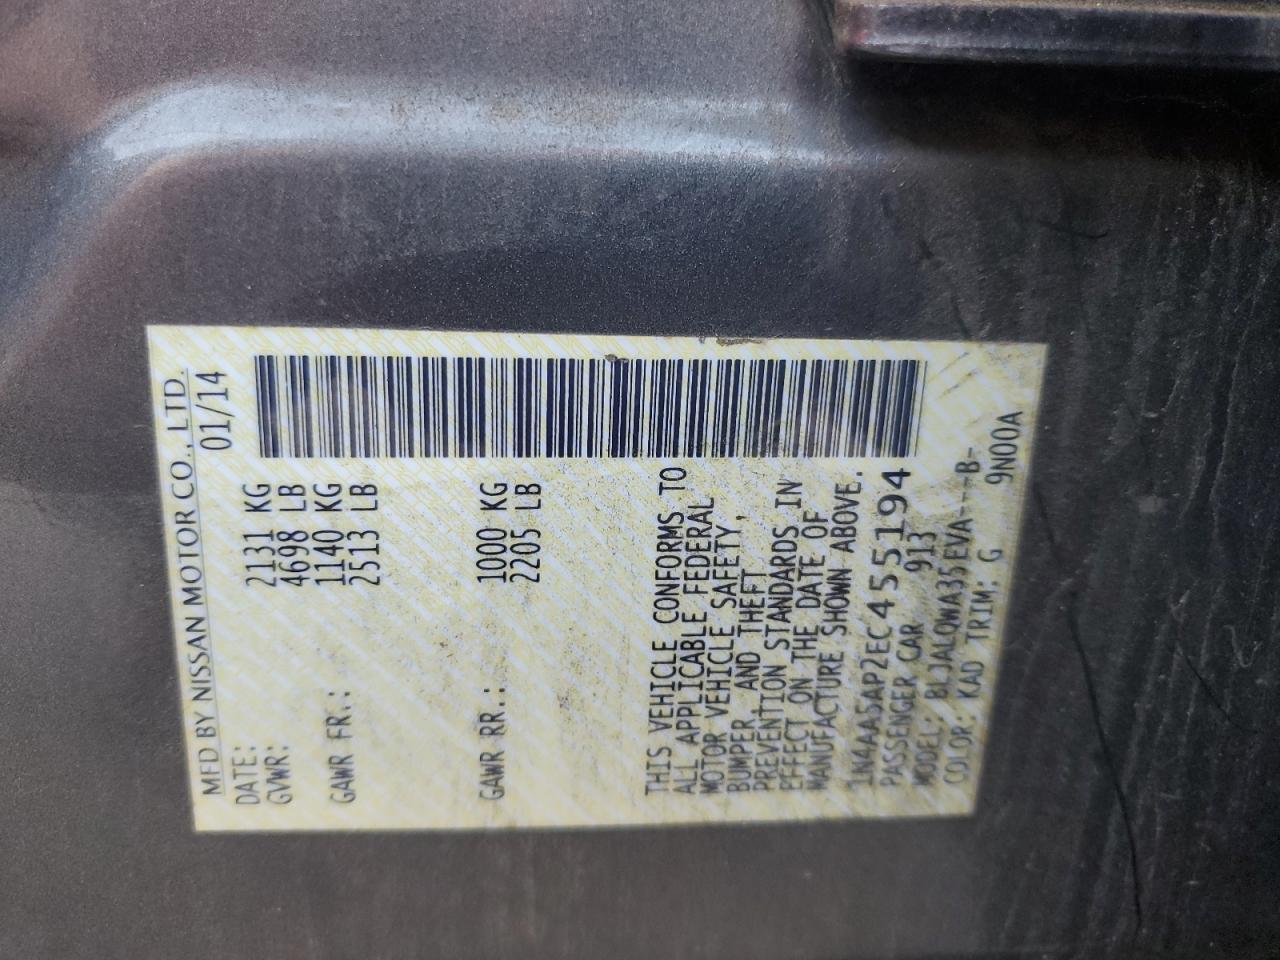 MFD BY NISSAN MOTOR CO., LTD.
DATE: 01/14
GVWR: 2131 KG
4698 LB
GAWR FR.: 1140 KG
2513 LB
GAWR RR.: 1000 KG
2205 LB
THIS VEHICLE CONFORMS TO
ALL APPLICABLE FEDERAL
MOTOR VEHICLE SAFETY,
BUMPER, AND THEFT
PREVENTION STANDARDS IN
EFFECT ON THE DATE OF
MANUFACTURE SHOWN ABOVE.
1N4AA5AP2EC455194
PASSENGER CAR 913
MODEL: BLJALQWA35EVA---B-
COLOR: KAD TRIM: G 9N00A